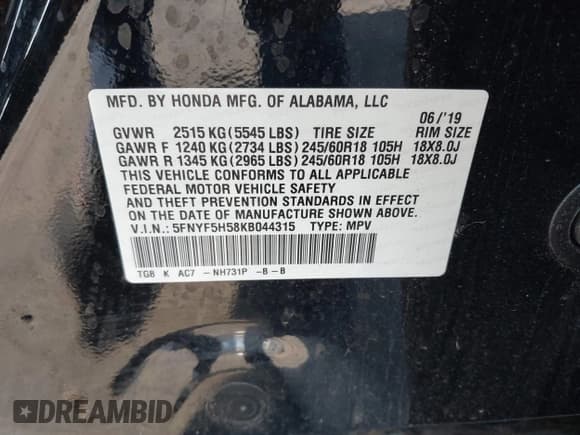 MFD. BY HONDA MFG. OF ALABAMA, LLC
06/'19
GVWR 2515 KG (5545 LBS) TIRE SIZE RIM SIZE
GAWR F 1240 KG (2734 LBS) 245/60R18 105H 18X8.0J
GAWR R 1345 KG (2965 LBS) 245/60R18 105H 18X8.0J
THIS VEHICLE CONFORMS TO ALL APPLICABLE
FEDERAL MOTOR VEHICLE SAFETY
AND THEFT PREVENTION STANDARDS IN EFFECT
ON THE DATE OF MANUFACTURE SHOWN ABOVE.
V.I.N.: 5FNYF5H58KB044315 TYPE: MPV
TG8 K AC7 -NH731P -B-B
DREAMBID